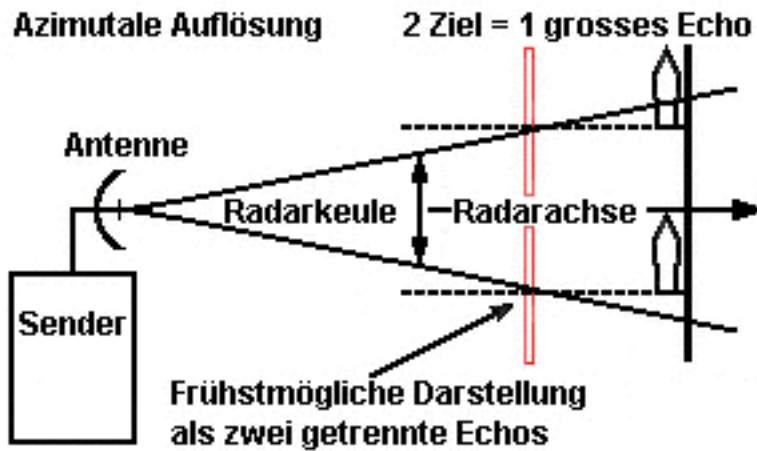 Azimutale Auflösung
2 Ziel = 1 grosses Echo
Antenne
Radarkeule
Radarachse
Sender
Frühstmögliche Darstellung
als zwei getrennte Echos